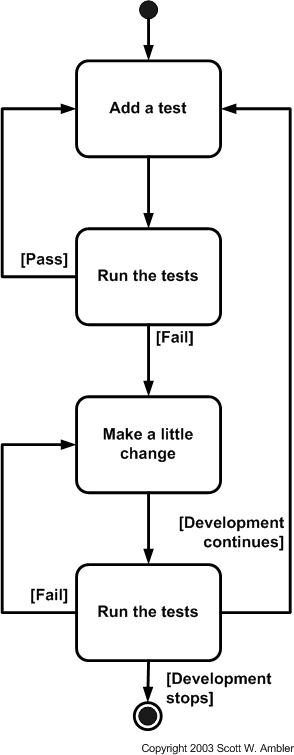 Add a test
[Pass]
Run the tests
[Fail]
Make a little
change
[Development
continues]
[Fail]
Run the tests
[Development
stops]
Copyright 2003 Scott W. Ambler